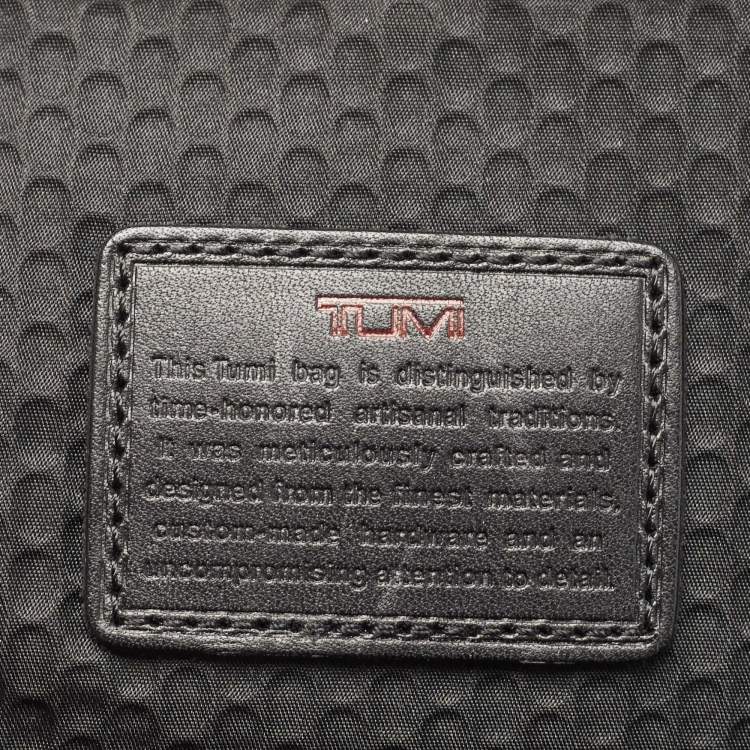 TUMI
This Tumi bag is distinguished by
time-honored artisanal traditions.
It was meticulously crafted and
designed from the finest materials,
custom-made hardware and an
uncompromising attention to detail.